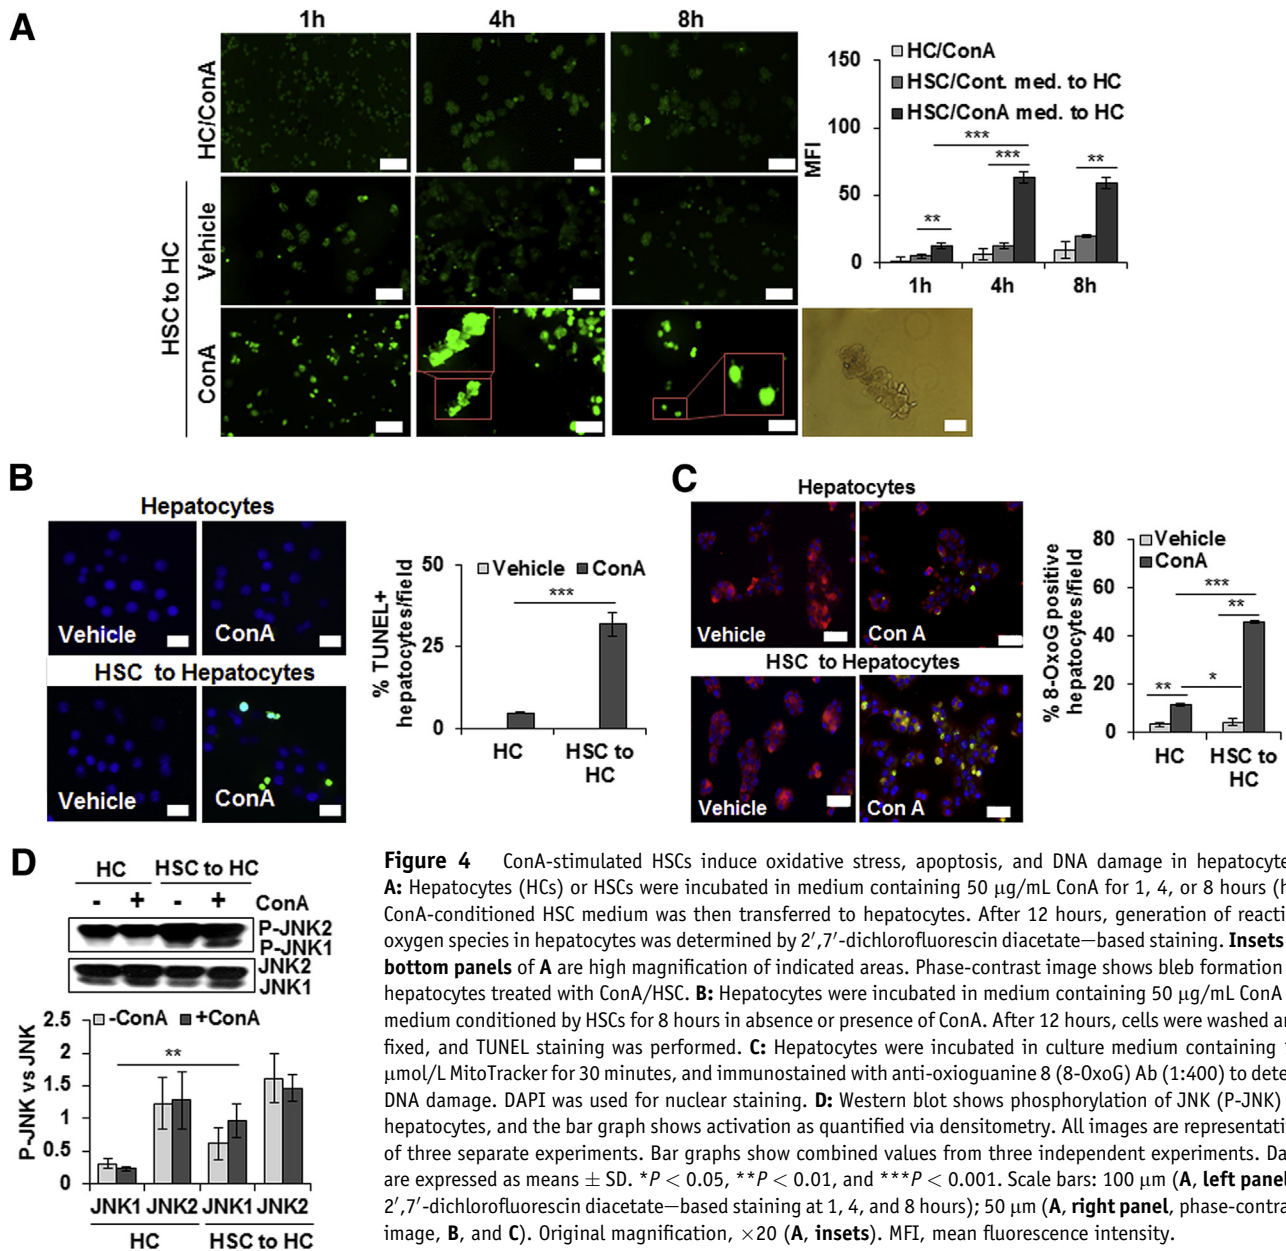 A
1h
4h
8h
HC/ConA
HSC to HC
Vehicle
ConA
150
100
50
0
MFI
HC/ConA
HSC/Cont. med. to HC
HSC/ConA med. to HC
**
***
***
**
1h
4h
8h
B
Hepatocytes
Vehicle
ConA
HSC to Hepatocytes
Vehicle
ConA
% TUNEL+
hepatocytes/field
50
25
0
Vehicle
ConA
***
HC
HSC to
HC
C
Hepatocytes
Vehicle
Con A
HSC to Hepatocytes
Vehicle
Con A
% 8-OxoG positive
hepatocytes/field
80
60
40
20
0
Vehicle
ConA
***
**
**
*
HC
HSC to
HC
D
HC
HSC to HC
- + - + ConA
P-JNK2
P-JNK1
JNK2
JNK1
P-JNK vs JNK
2.5
2
1.5
1
0.5
0
-ConA
+ConA
**
JNK1 JNK2 JNK1 JNK2
HC
HSC to HC
Figure 4 ConA-stimulated HSCs induce oxidative stress, apoptosis, and DNA damage in hepatocyte
A: Hepatocytes (HCs) or HSCs were incubated in medium containing 50 μg/mL ConA for 1, 4, or 8 hours (h
ConA-conditioned HSC medium was then transferred to hepatocytes. After 12 hours, generation of reacti
oxygen species in hepatocytes was determined by 2′,7′-dichlorofluorescin diacetate—based staining. Insets
bottom panels of A are high magnification of indicated areas. Phase-contrast image shows bleb formation
hepatocytes treated with ConA/HSC. B: Hepatocytes were incubated in medium containing 50 μg/mL ConA
medium conditioned by HSCs for 8 hours in absence or presence of ConA. After 12 hours, cells were washed an
fixed, and TUNEL staining was performed. C: Hepatocytes were incubated in culture medium containing
μmol/L MitoTracker for 30 minutes, and immunostained with anti-oxioguanine 8 (8-OxoG) Ab (1:400) to dete
DNA damage. DAPI was used for nuclear staining. D: Western blot shows phosphorylation of JNK (P-JNK)
hepatocytes, and the bar graph shows activation as quantified via densitometry. All images are representati
of three separate experiments. Bar graphs show combined values from three independent experiments. Da
are expressed as means ± SD. *P < 0.05, **P < 0.01, and ***P < 0.001. Scale bars: 100 μm (A, left panel
2′,7′-dichlorofluorescin diacetate—based staining at 1, 4, and 8 hours); 50 μm (A, right panel, phase-contra
image, B, and C). Original magnification, ×20 (A, insets). MFI, mean fluorescence intensity.